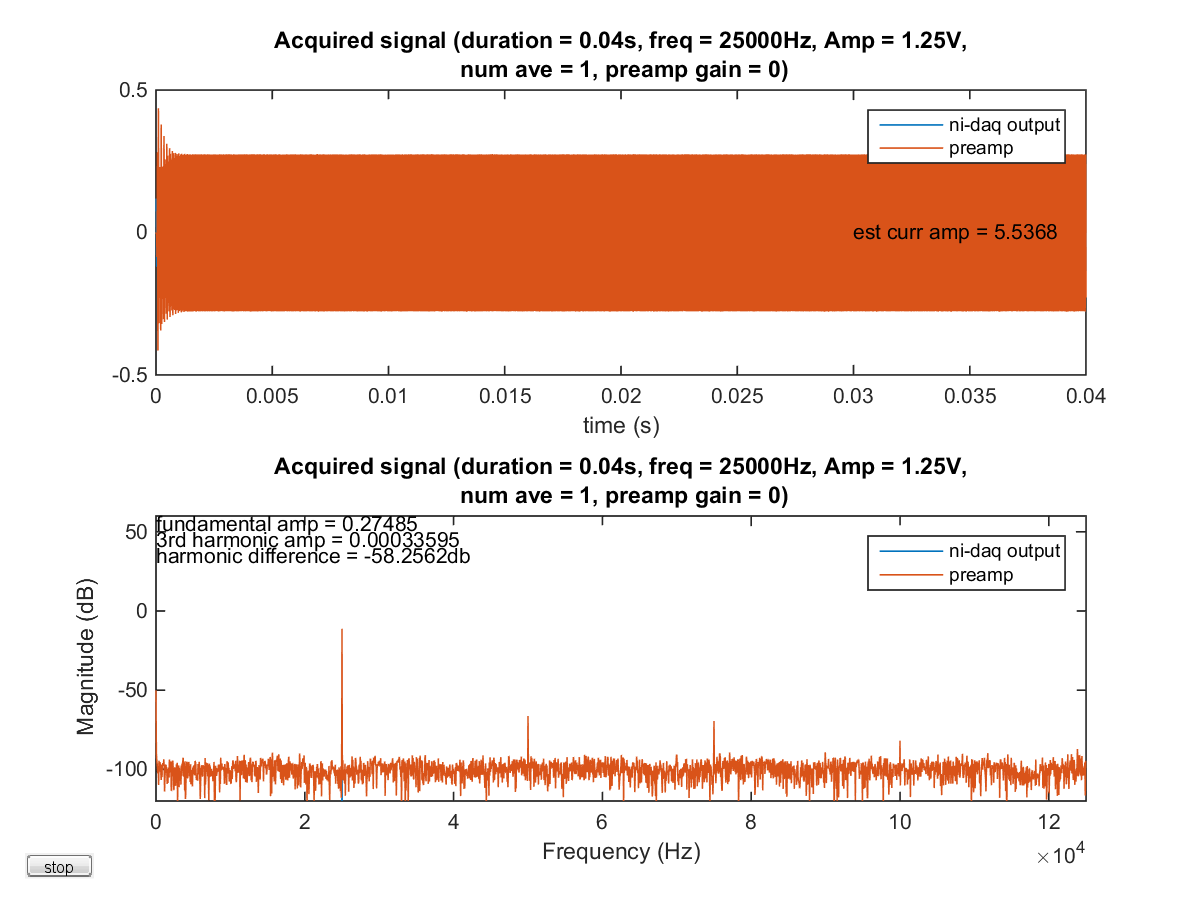 Acquired signal (duration = 0.04s, freq = 25000Hz, Amp = 1.25V,
num ave = 1, preamp gain = 0)
0.5
0
-0.5
ni-daq output
preamp
est curr amp = 5.5368
0 0.005 0.01 0.015 0.02 0.025 0.03 0.035 0.04
time (s)
Acquired signal (duration = 0.04s, freq = 25000Hz, Amp = 1.25V,
num ave = 1, preamp gain = 0)
fundamental amp = 0.27485
3rd harmonic amp = 0.00033595
harmonic difference = -58.2562db
ni-daq output
preamp
Magnitude (dB)
50
0
-50
-100
0 2 4 6 8 10 12
Frequency (Hz)
×10⁴
stop